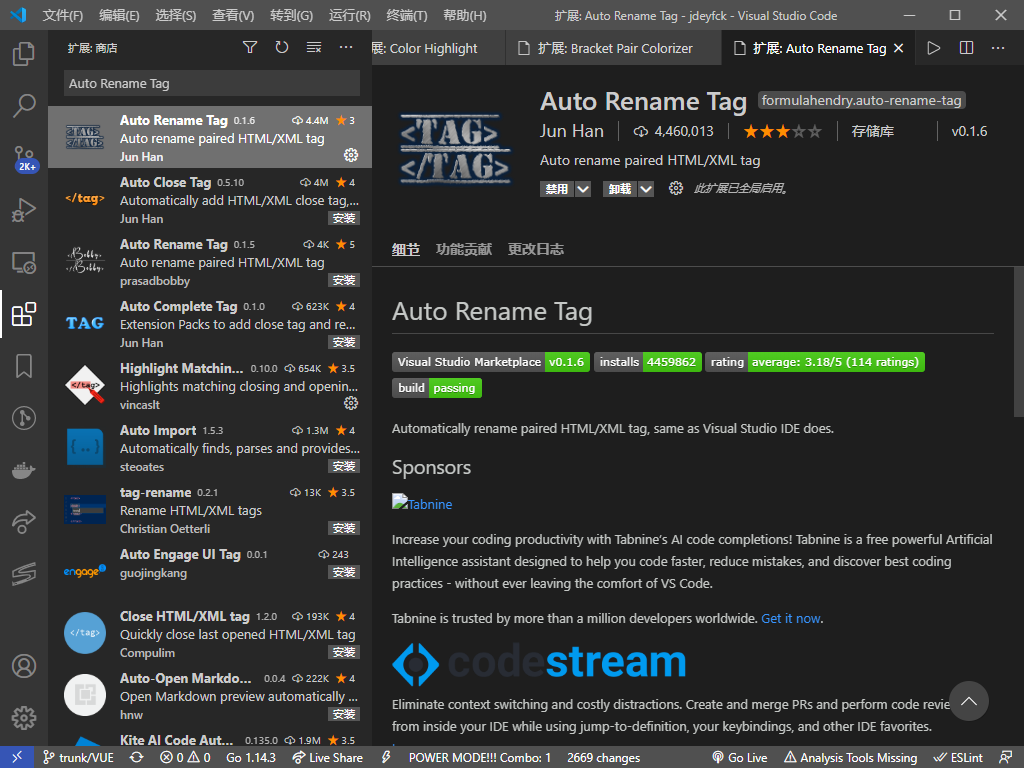 文件(F) 编辑(E) 选择(S) 查看(V) 转到(G) 运行(R) 终端(T) 帮助(H) 扩展: Auto Rename Tag - jdeyfck - Visual Studio Code
扩展: 商店
展: Color Highlight 扩展: Bracket Pair Colorizer 扩展: Auto Rename Tag
Auto Rename Tag
Auto Rename Tag 0.1.6 4.4M 3
Auto rename paired HTML/XML tag
Jun Han
Auto Close Tag 0.5.10 4M 4
Automatically add HTML/XML close tag,...
Jun Han 安装
Auto Rename Tag 0.1.5 4K 5
Auto rename paired HTML/XML tag
prasadbobby 安装
Auto Complete Tag 0.1.0 623K 4
Extension Packs to add close tag and re...
Jun Han 安装
Highlight Matchin... 0.10.0 654K 3.5
Highlights matching closing and openin...
vincaslt
Auto Import 1.5.3 1.3M 4
Automatically finds, parses and provides...
steoates 安装
tag-rename 0.2.1 13K 3.5
Rename HTML/XML tags
Christian Oetterli 安装
Auto Engage UI Tag 0.0.1 243
guojingkang 安装
Close HTML/XML tag 1.2.0 193K 4
Quickly close last opened HTML/XML tag
Compulim 安装
Auto-Open Markdo... 0.0.4 222K 4
Open Markdown preview automatically ...
hnw 安装
Kite AI Code Aut... 0.135.0 1.9M 3.5
2K+
<TAG>
</TAG>
</tag>
<Bobby>
</Bobby>
TAG
</tag>
{..}
engage
</tag>
<TAG>
</TAG>
Auto Rename Tag formulahendry.auto-rename-tag
Jun Han 4,460,013 存储库 v0.1.6
Auto rename paired HTML/XML tag
禁用 卸载 此扩展已全局启用。
细节 功能贡献 更改日志
Auto Rename Tag
Visual Studio Marketplace v0.1.6 installs 4459862 rating average: 3.18/5 (114 ratings)
build passing
Automatically rename paired HTML/XML tag, same as Visual Studio IDE does.
Sponsors
Tabnine
Increase your coding productivity with Tabnine's AI code completions! Tabnine is a free powerful Artificial
Intelligence assistant designed to help you code faster, reduce mistakes, and discover best coding
practices - without ever leaving the comfort of VS Code.
Tabnine is trusted by more than a million developers worldwide. Get it now.
codestream
Eliminate context switching and costly distractions. Create and merge PRs and perform code revie
from inside your IDE while using jump-to-definition, your keybindings, and other IDE favorites.
trunk/VUE 0 0 Go 1.14.3 Live Share POWER MODE!!! Combo: 1 2669 changes Go Live Analysis Tools Missing ESLint